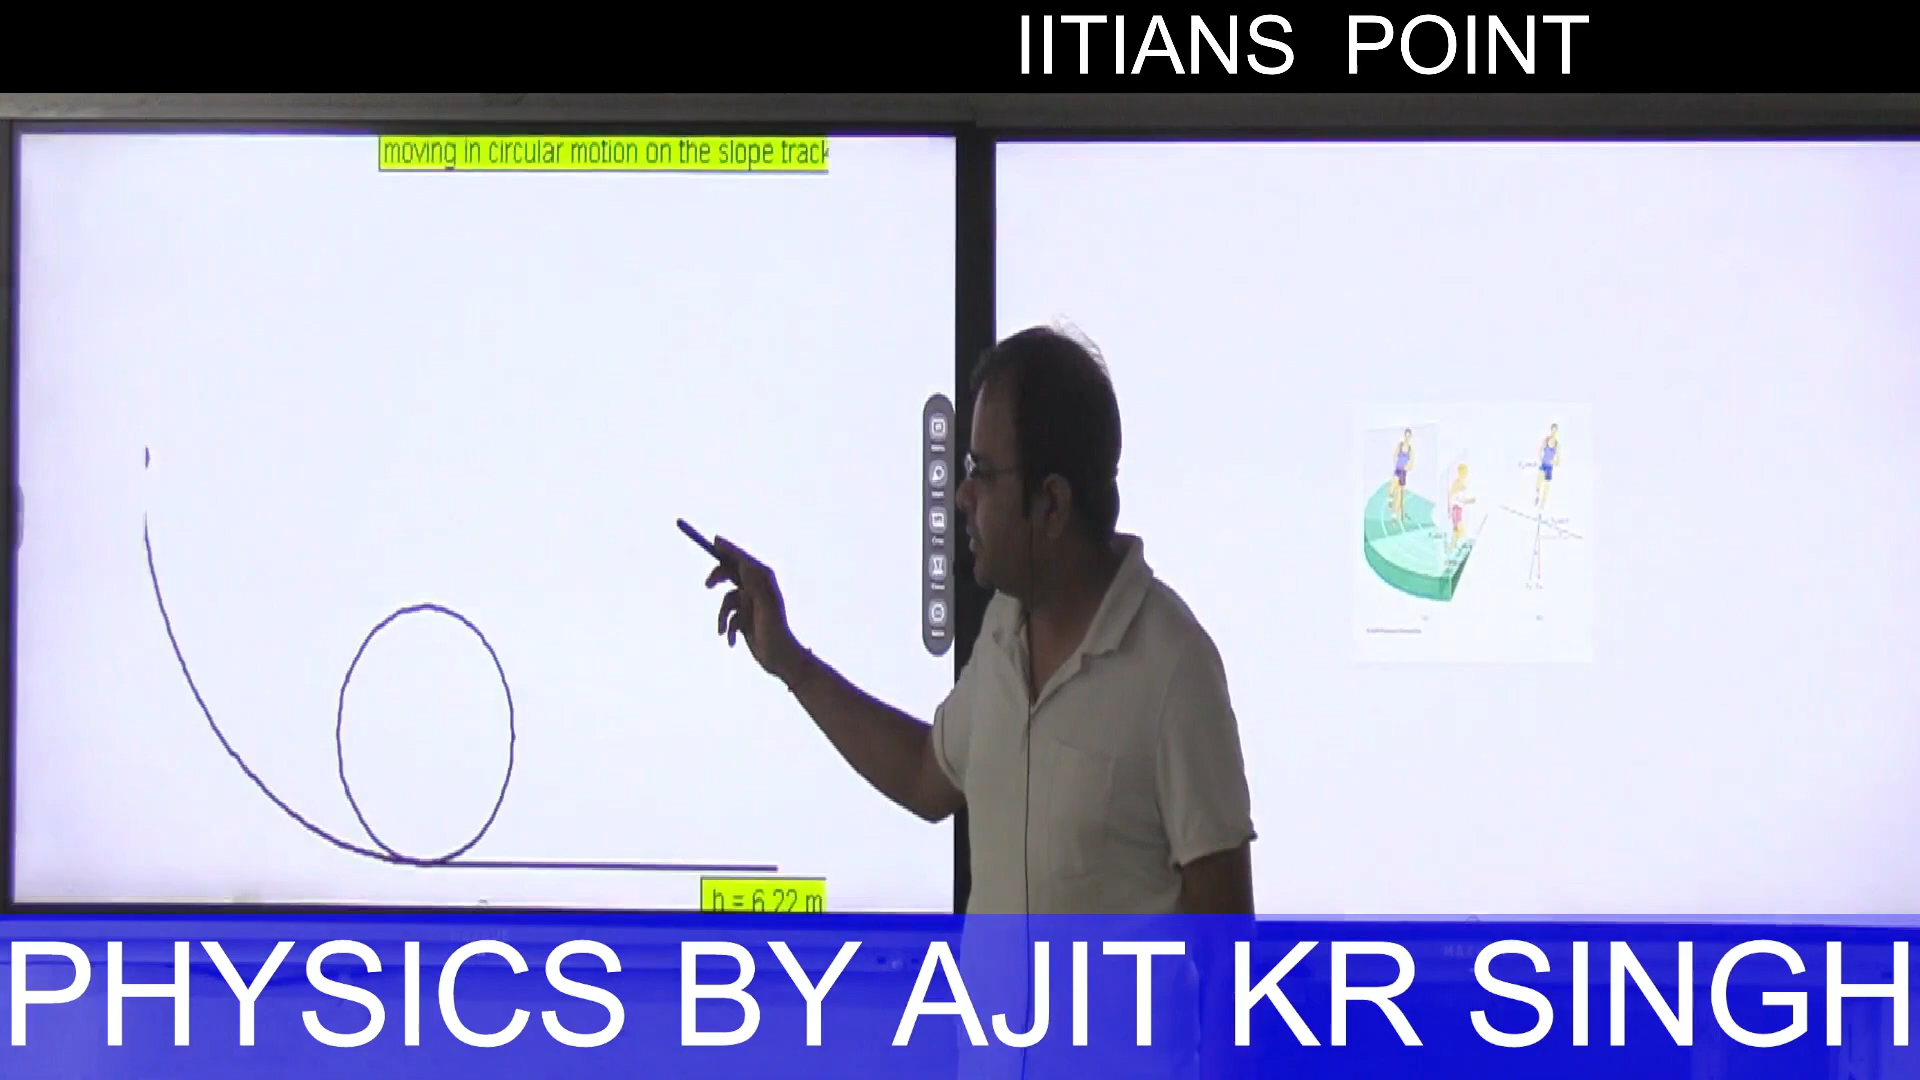 IITIANS POINT
moving in circular motion on the slope track
h = 6.22 m
PHYSICS BY AJIT KR SINGH